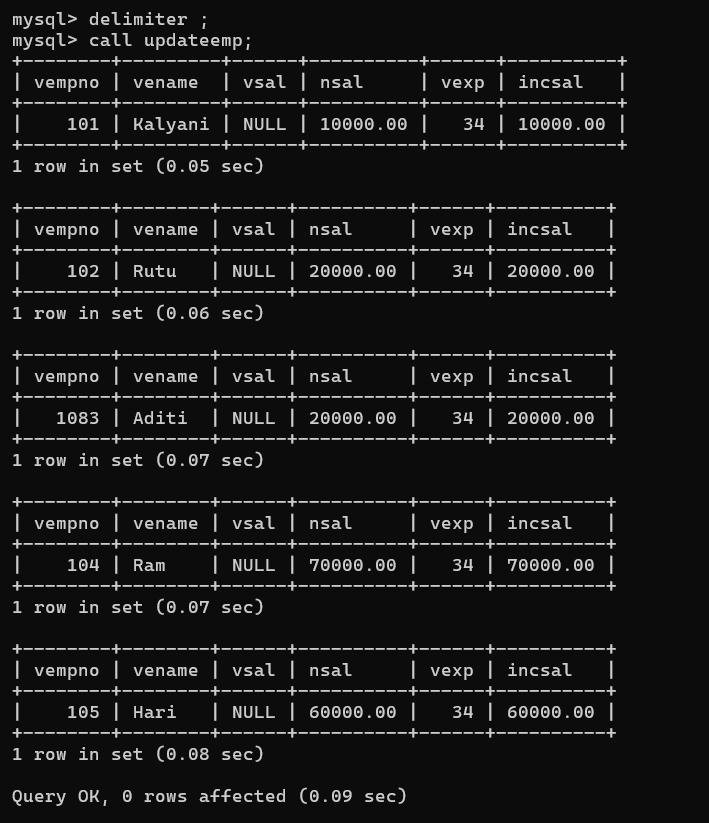 mysql> delimiter ;
mysql> call updateemp;
+--------+---------+------+----------+------+----------+
| vempno | vename  | vsal | nsal     | vexp | incsal   |
+--------+---------+------+----------+------+----------+
|    101 | Kalyani | NULL | 10000.00 |   34 | 10000.00 |
+--------+---------+------+----------+------+----------+
1 row in set (0.05 sec)

+--------+--------+------+----------+------+----------+
| vempno | vename | vsal | nsal     | vexp | incsal   |
+--------+--------+------+----------+------+----------+
|    102 | Rutu   | NULL | 20000.00 |   34 | 20000.00 |
+--------+--------+------+----------+------+----------+
1 row in set (0.06 sec)

+--------+--------+------+----------+------+----------+
| vempno | vename | vsal | nsal     | vexp | incsal   |
+--------+--------+------+----------+------+----------+
|   1083 | Aditi  | NULL | 20000.00 |   34 | 20000.00 |
+--------+--------+------+----------+------+----------+
1 row in set (0.07 sec)

+--------+--------+------+----------+------+----------+
| vempno | vename | vsal | nsal     | vexp | incsal   |
+--------+--------+------+----------+------+----------+
|    104 | Ram    | NULL | 70000.00 |   34 | 70000.00 |
+--------+--------+------+----------+------+----------+
1 row in set (0.07 sec)

+--------+--------+------+----------+------+----------+
| vempno | vename | vsal | nsal     | vexp | incsal   |
+--------+--------+------+----------+------+----------+
|    105 | Hari   | NULL | 60000.00 |   34 | 60000.00 |
+--------+--------+------+----------+------+----------+
1 row in set (0.08 sec)

Query OK, 0 rows affected (0.09 sec)